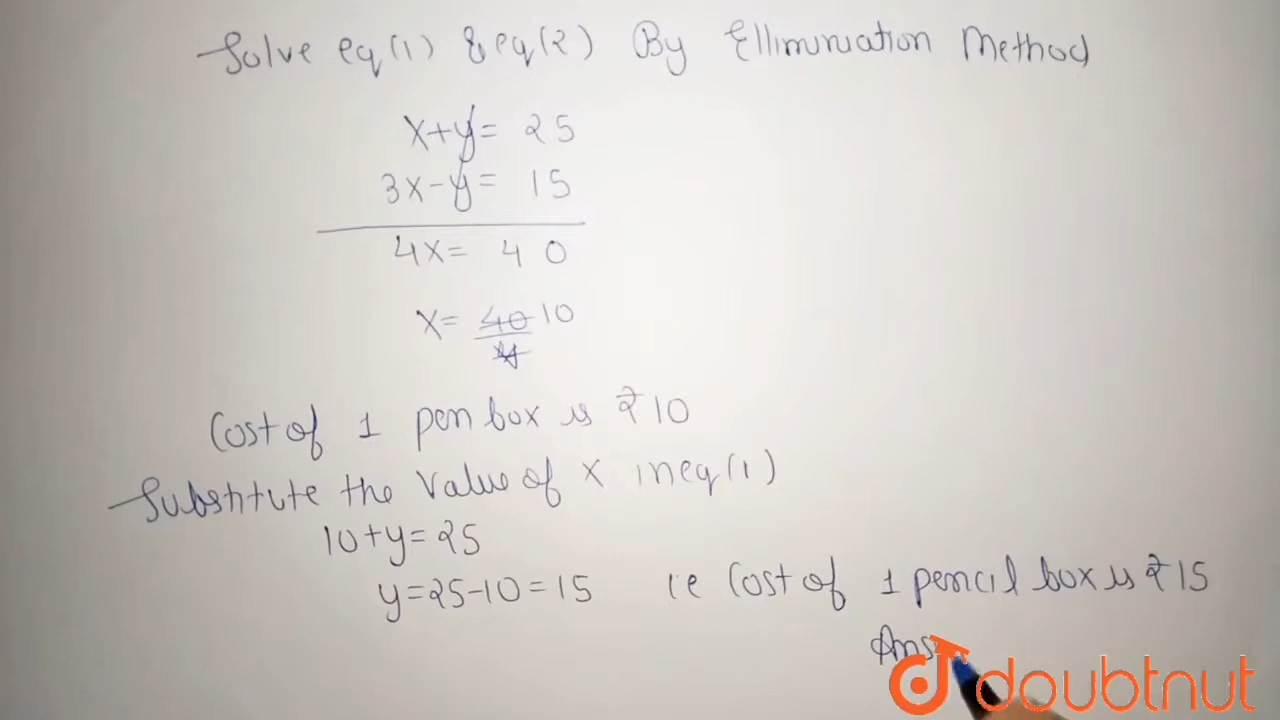 Solve eq(1) & eq(2) By Ellimination Method
x+y= 25
3x-y= 15
4x= 40
x= 40/4 10
Cost of 1 pen box is ₹10
Substitute the value of x in eq(1)
10+y=25
y=25-10=15 i.e Cost of 1 pencil box is ₹15
Ans
doubtnut